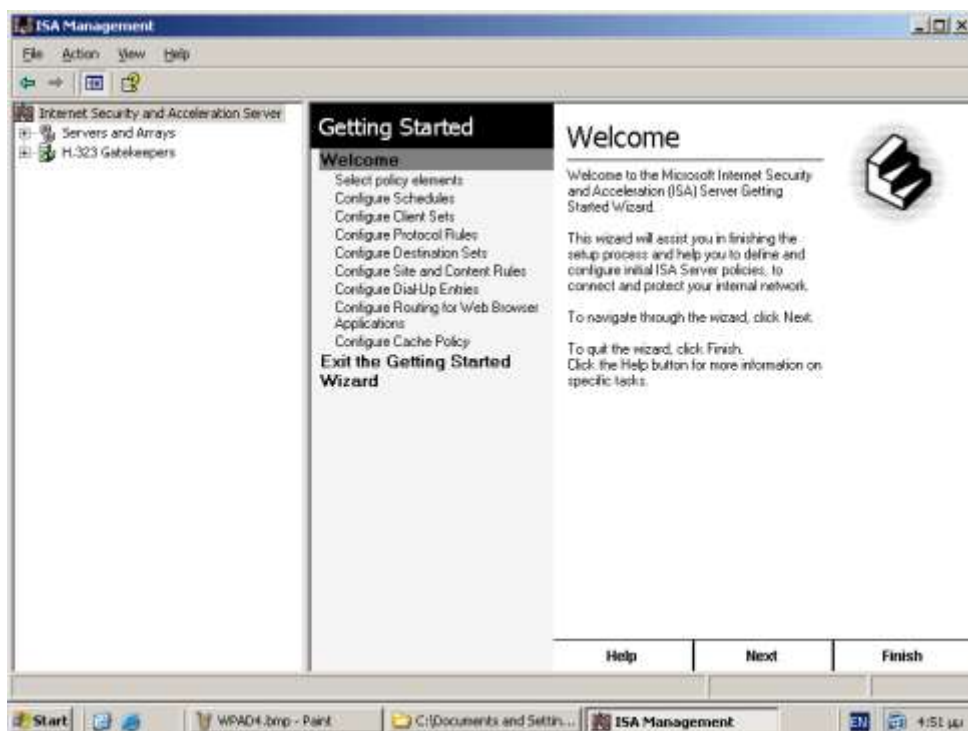 ISA Management
File Action View Help
Internet Security and Acceleration Server
Servers and Arrays
H.323 Gatekeepers
Getting Started
Welcome
Select policy elements
Configure Schedules
Configure Client Sets
Configure Protocol Rules
Configure Destination Sets
Configure Site and Content Rules
Configure Dial-Up Entries
Configure Routing for Web Browser
Applications
Configure Cache Policy
Exit the Getting Started
Wizard
Welcome
Welcome to the Microsoft Internet Security
and Acceleration (ISA) Server Getting
Started Wizard.
This wizard will assist you in finishing the
setup process and help you to define and
configure initial ISA Server policies, to
connect and protect your internal network.
To navigate through the wizard, click Next.
To quit the wizard, click Finish.
Click the Help button for more information on
specific tasks.
Help Next Finish
Start WPAD4.bmp - Paint C:\Documents and Settin... ISA Management EN 4:51 μμ